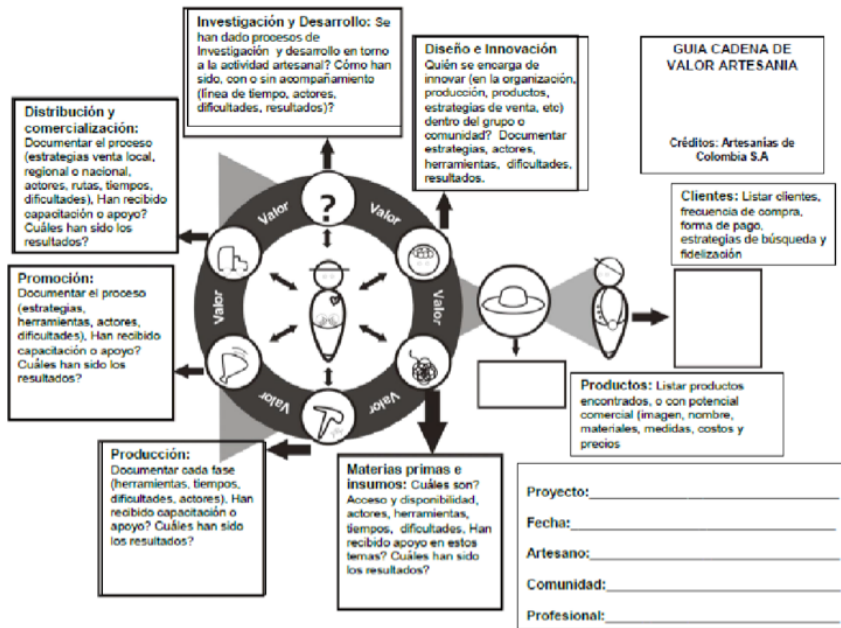 Investigación y Desarrollo: Se
han dado procesos de
Investigación y desarrollo en torno
a la actividad artesanal? Cómo han
sido, con o sin acompañamiento
(línea de tiempo, actores,
dificultades, resultados)?
Diseño e Innovación
Quién se encarga de
innovar (en la organización,
producción, productos,
estrategias de venta, etc)
dentro del grupo o
comunidad? Documentar
estrategias, actores,
herramientas, dificultades,
resultados.
GUIA CADENA DE
VALOR ARTESANIA
Créditos: Artesanías de
Colombia S.A
Distribución y
comercialización:
Documentar el proceso
(estrategias venta local,
regional o nacional,
actores, rutas, tiempos,
dificultades), Han recibido
capacitación o apoyo?
Cuáles han sido los
resultados?
Clientes: Listar clientes,
frecuencia de compra,
forma de pago,
estrategias de búsqueda y
fidelización
Promoción:
Documentar el proceso
(estrategias,
herramientas, actores,
dificultades), Han recibido
capacitación o apoyo?
Cuáles han sido los
resultados?
Valor
Valor
Valor
Valor
Valor
Valor
?
Productos: Listar productos
encontrados, o con potencial
comercial (imagen, nombre,
materiales, medidas, costos y
precios
Producción:
Documentar cada fase
(herramientas, tiempos,
dificultades, actores), Han
recibido capacitación o
apoyo? Cuáles han sido
los resultados?
Materias primas e
insumos: Cuáles son?
Acceso y disponibilidad,
actores, herramientas,
tiempos, dificultades, Han
recibido apoyo en estos
temas? Cuáles han sido
los resultados?
Proyecto:
Fecha:
Artesano:
Comunidad:
Profesional: